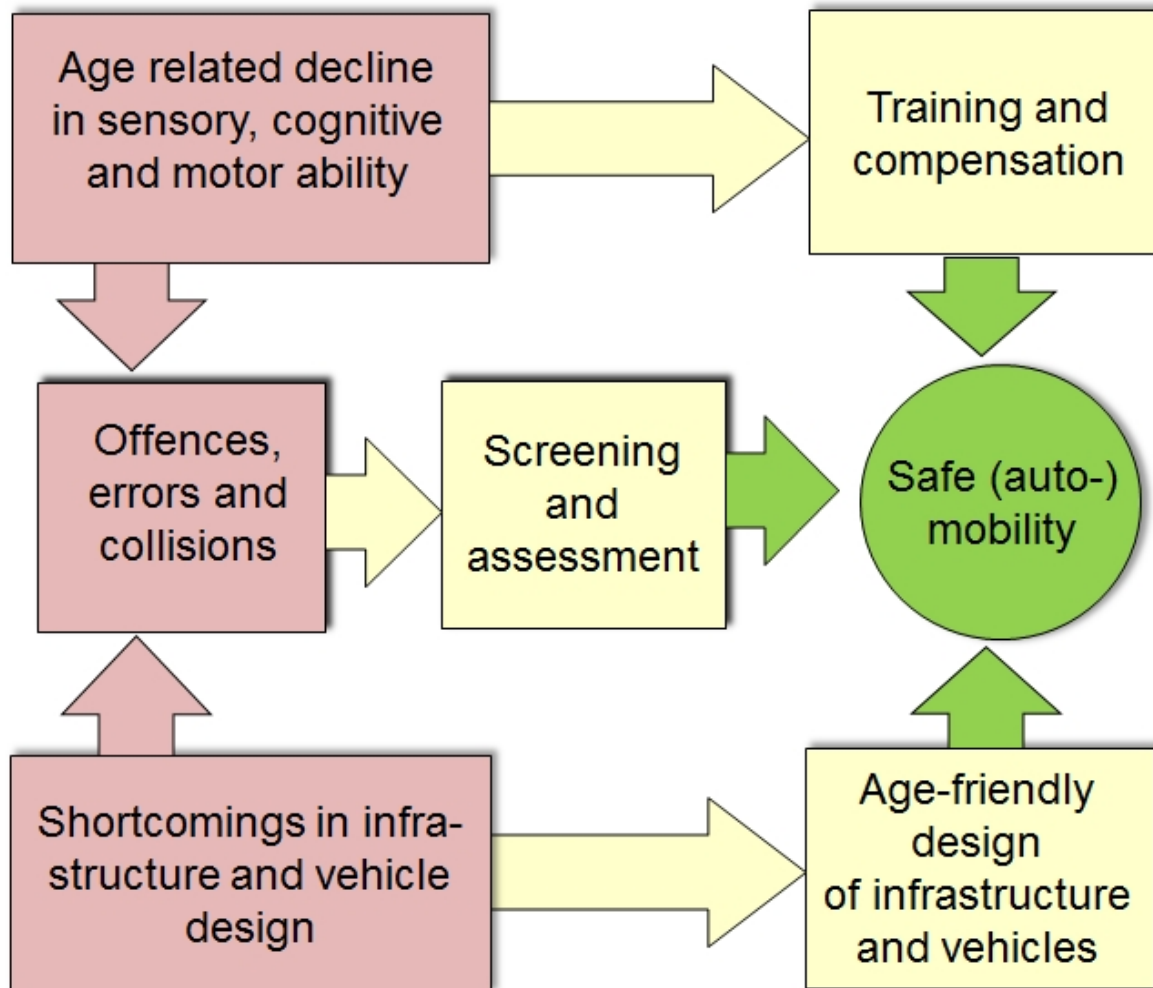 Age related decline
in sensory, cognitive
and motor ability
Training and
compensation
Offences,
errors and
collisions
Screening
and
assessment
Safe (auto-)
mobility
Shortcomings in infra-
structure and vehicle
design
Age-friendly
design
of infrastructure
and vehicles